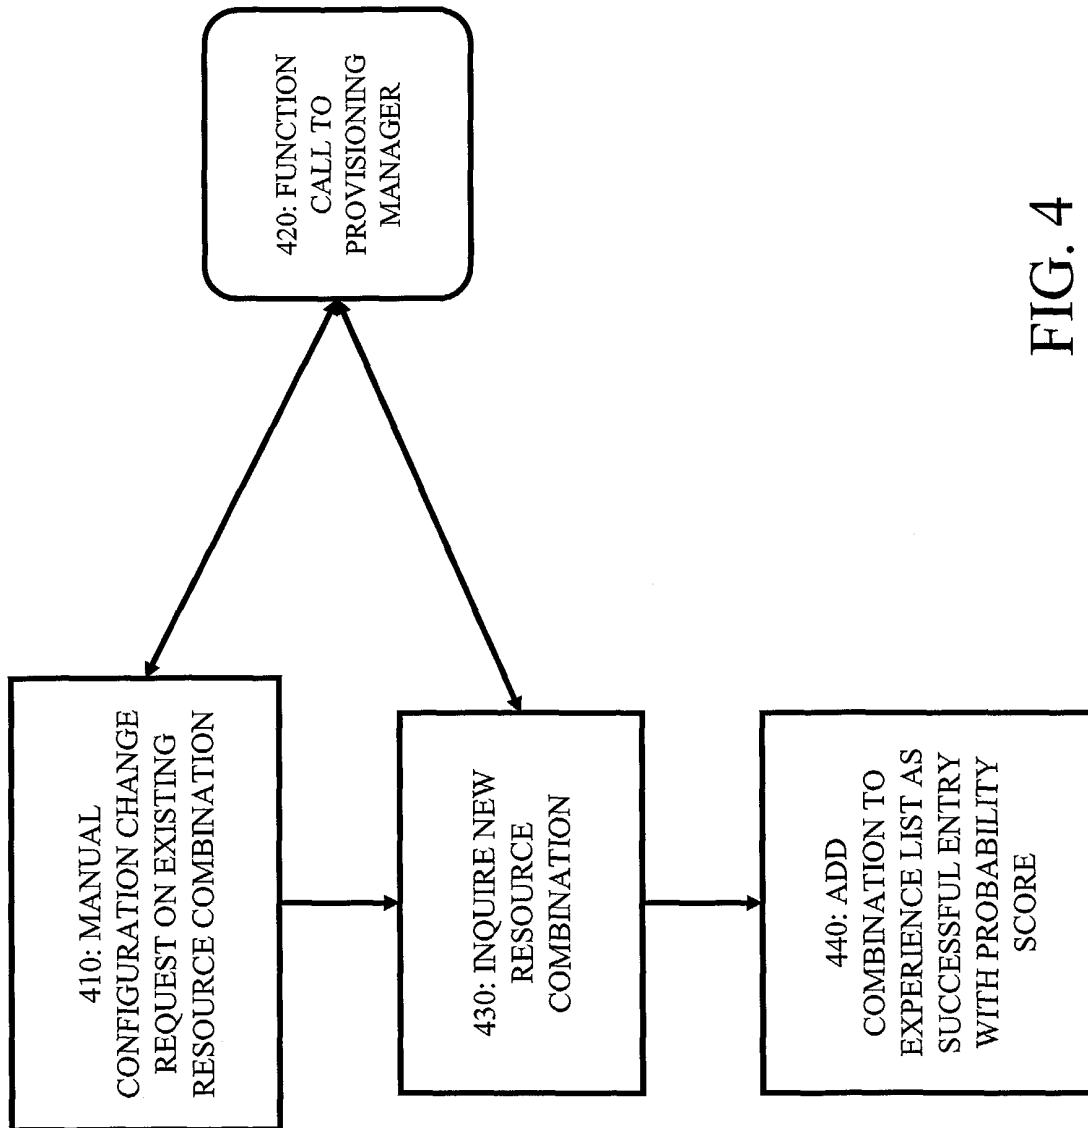 410: MANUAL
CONFIGURATION CHANGE
REQUEST ON EXISTING
RESOURCE COMBINATION
420: FUNCTION
CALL TO
PROVISIONING
MANAGER
430: INQUIRE NEW
RESOURCE
COMBINATION
440: ADD
COMBINATION TO
EXPERIENCE LIST AS
SUCCESSFUL ENTRY
WITH PROBABILITY
SCORE
FIG. 4